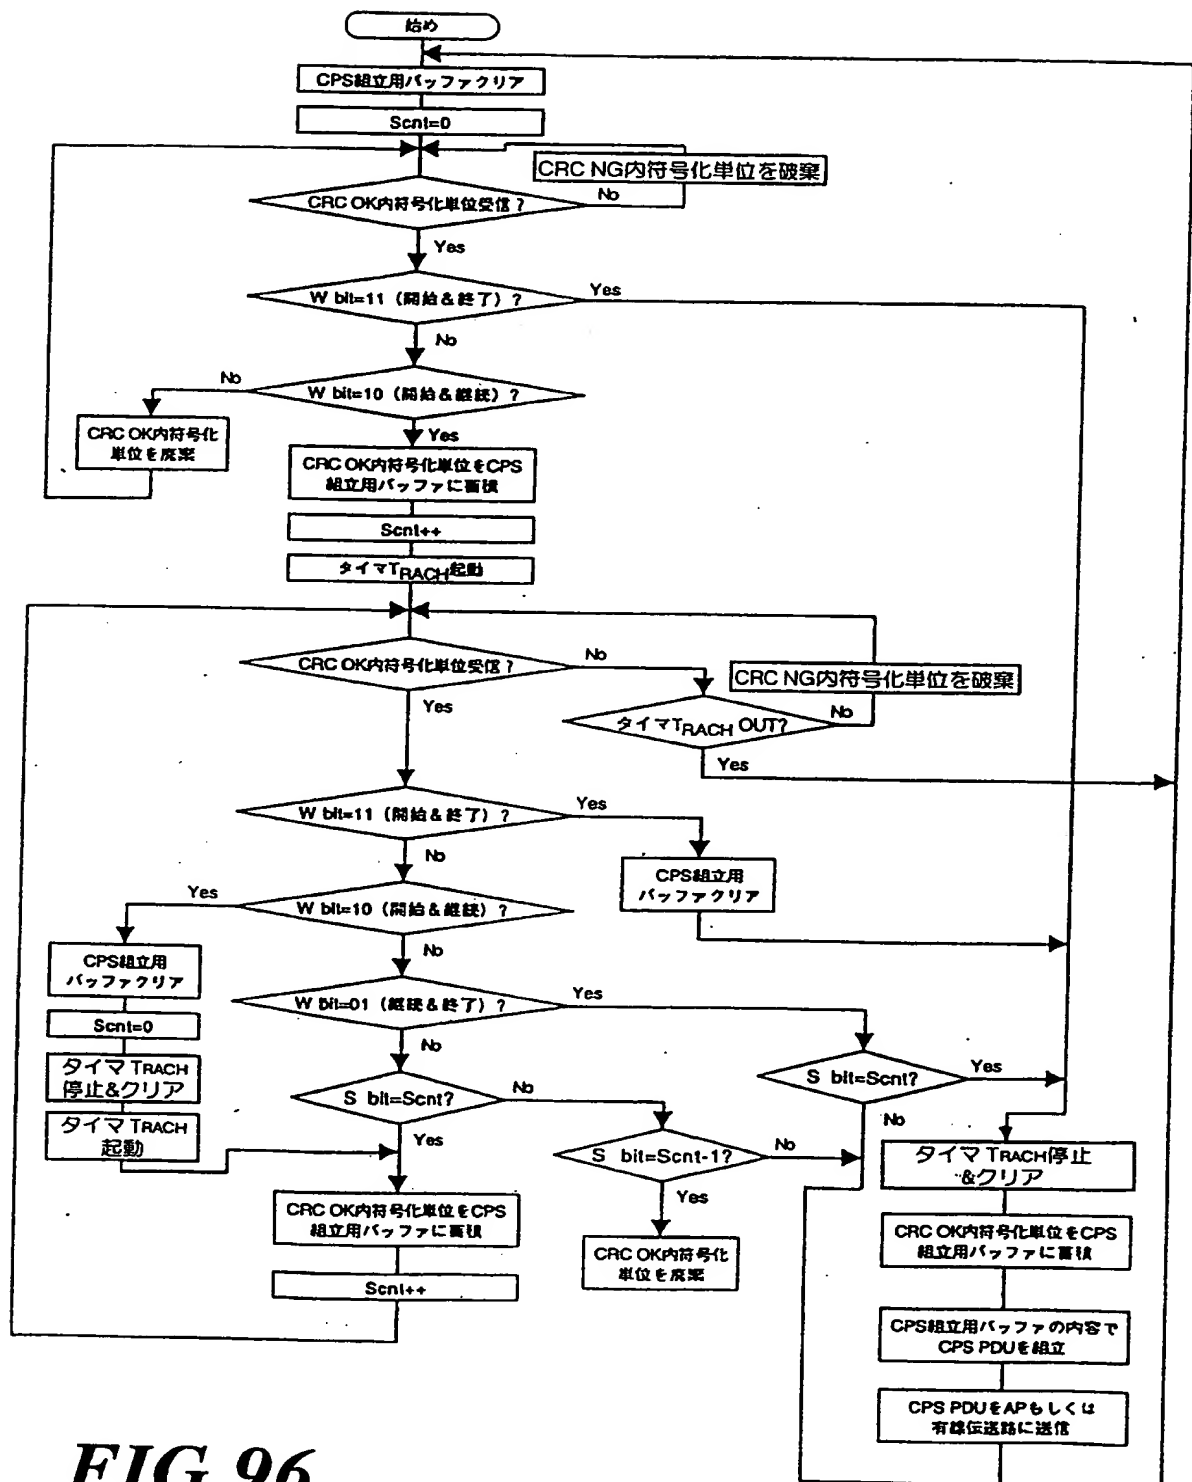 始め
CPS組立用バッファクリア
Scnt=0
CRC NG内符号化単位を破棄
CRC OK内符号化単位受信?
No
Yes
W bit=11 (開始&終了) ?
Yes
No
W bit=10 (開始&継続) ?
No
Yes
CRC OK内符号化
単位を廃棄
CRC OK内符号化単位をCPS
組立用バッファに蓄積
Scnt++
タイマTRACH起動
CRC OK内符号化単位受信?
No
Yes
CRC NG内符号化単位を破棄
タイマTRACH OUT?
No
Yes
W bit=11 (開始&終了) ?
Yes
No
CPS組立用
バッファクリア
W bit=10 (開始&継続) ?
Yes
No
CPS組立用
バッファクリア
Scnt=0
タイマ TRACH
停止&クリア
タイマ TRACH
起動
W bit=01 (継続&終了) ?
Yes
No
S bit=Scnt?
Yes
No
S bit=Scnt?
No
Yes
S bit=Scnt-1?
No
Yes
CRC OK内符号化単位をCPS
組立用バッファに蓄積
Scnt++
CRC OK内符号化
単位を廃棄
タイマ TRACH停止
&クリア
CRC OK内符号化単位をCPS
組立用バッファに蓄積
CPS組立用バッファの内容で
CPS PDUを組立
CPS PDUをAPもしくは
有線伝送路に送信
FIG.96